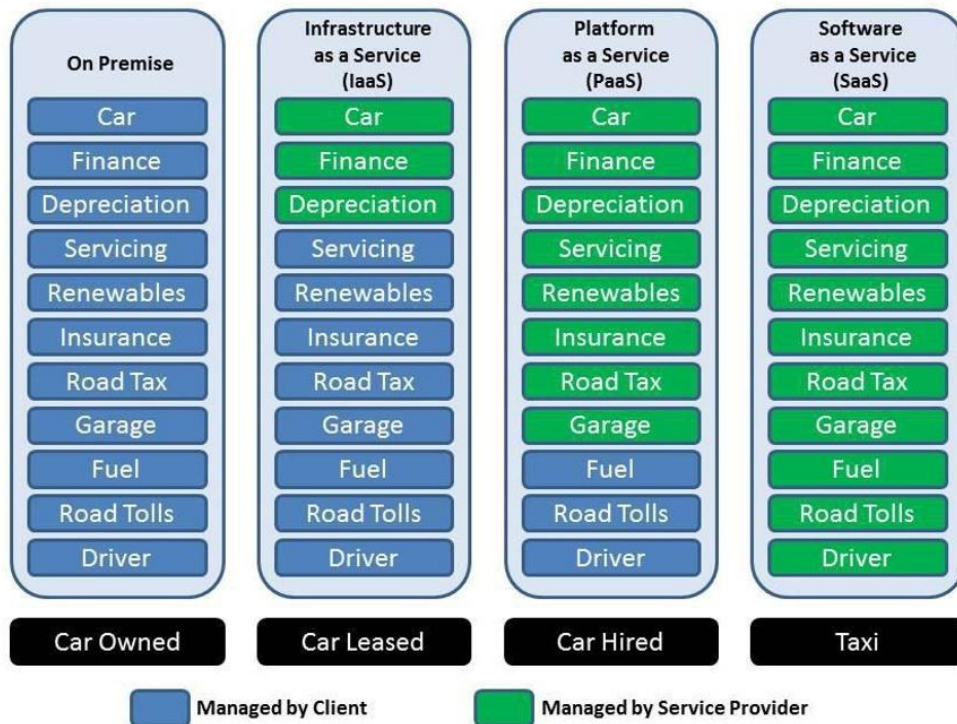 On Premise
Car
Finance
Depreciation
Servicing
Renewables
Insurance
Road Tax
Garage
Fuel
Road Tolls
Driver
Car Owned
Infrastructure
as a Service
(IaaS)
Car
Finance
Depreciation
Servicing
Renewables
Insurance
Road Tax
Garage
Fuel
Road Tolls
Driver
Car Leased
Platform
as a Service
(PaaS)
Car
Finance
Depreciation
Servicing
Renewables
Insurance
Road Tax
Garage
Fuel
Road Tolls
Driver
Car Hired
Software
as a Service
(SaaS)
Car
Finance
Depreciation
Servicing
Renewables
Insurance
Road Tax
Garage
Fuel
Road Tolls
Driver
Taxi
Managed by Client
Managed by Service Provider